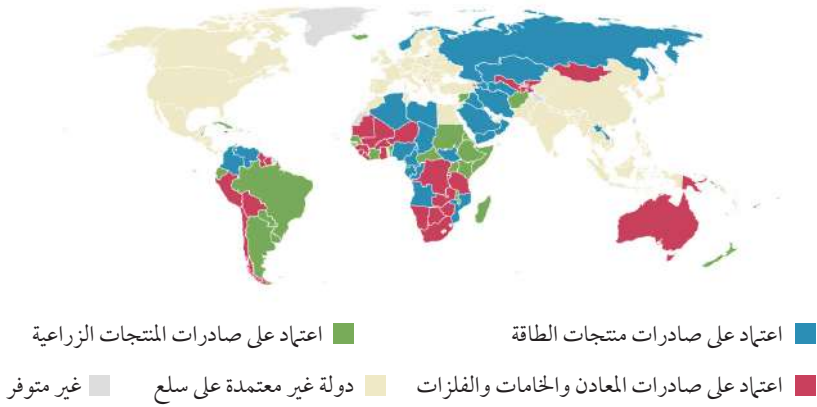 اعتماد على صادرات منتجات الطاقة اعتماد على صادرات المنتجات الزراعية
اعتماد على صادرات المعادن والخامات والفلزات دولة غير معتمدة على سلع غير متوفر